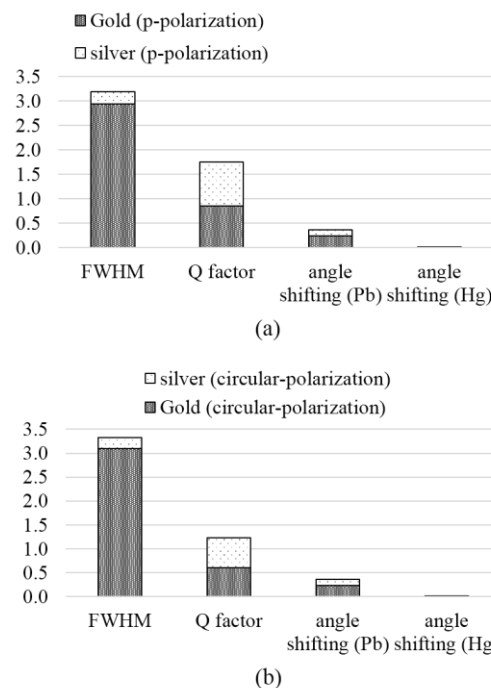 Gold (p-polarization)
silver (p-polarization)
3.5
3.0
2.5
2.0
1.5
1.0
0.5
0.0
FWHM
Q factor
angle shifting (Pb)
angle shifting (Hg)
(a)
silver (circular-polarization)
Gold (circular-polarization)
3.5
3.0
2.5
2.0
1.5
1.0
0.5
0.0
FWHM
Q factor
angle shifting (Pb)
angle shifting (Hg)
(b)